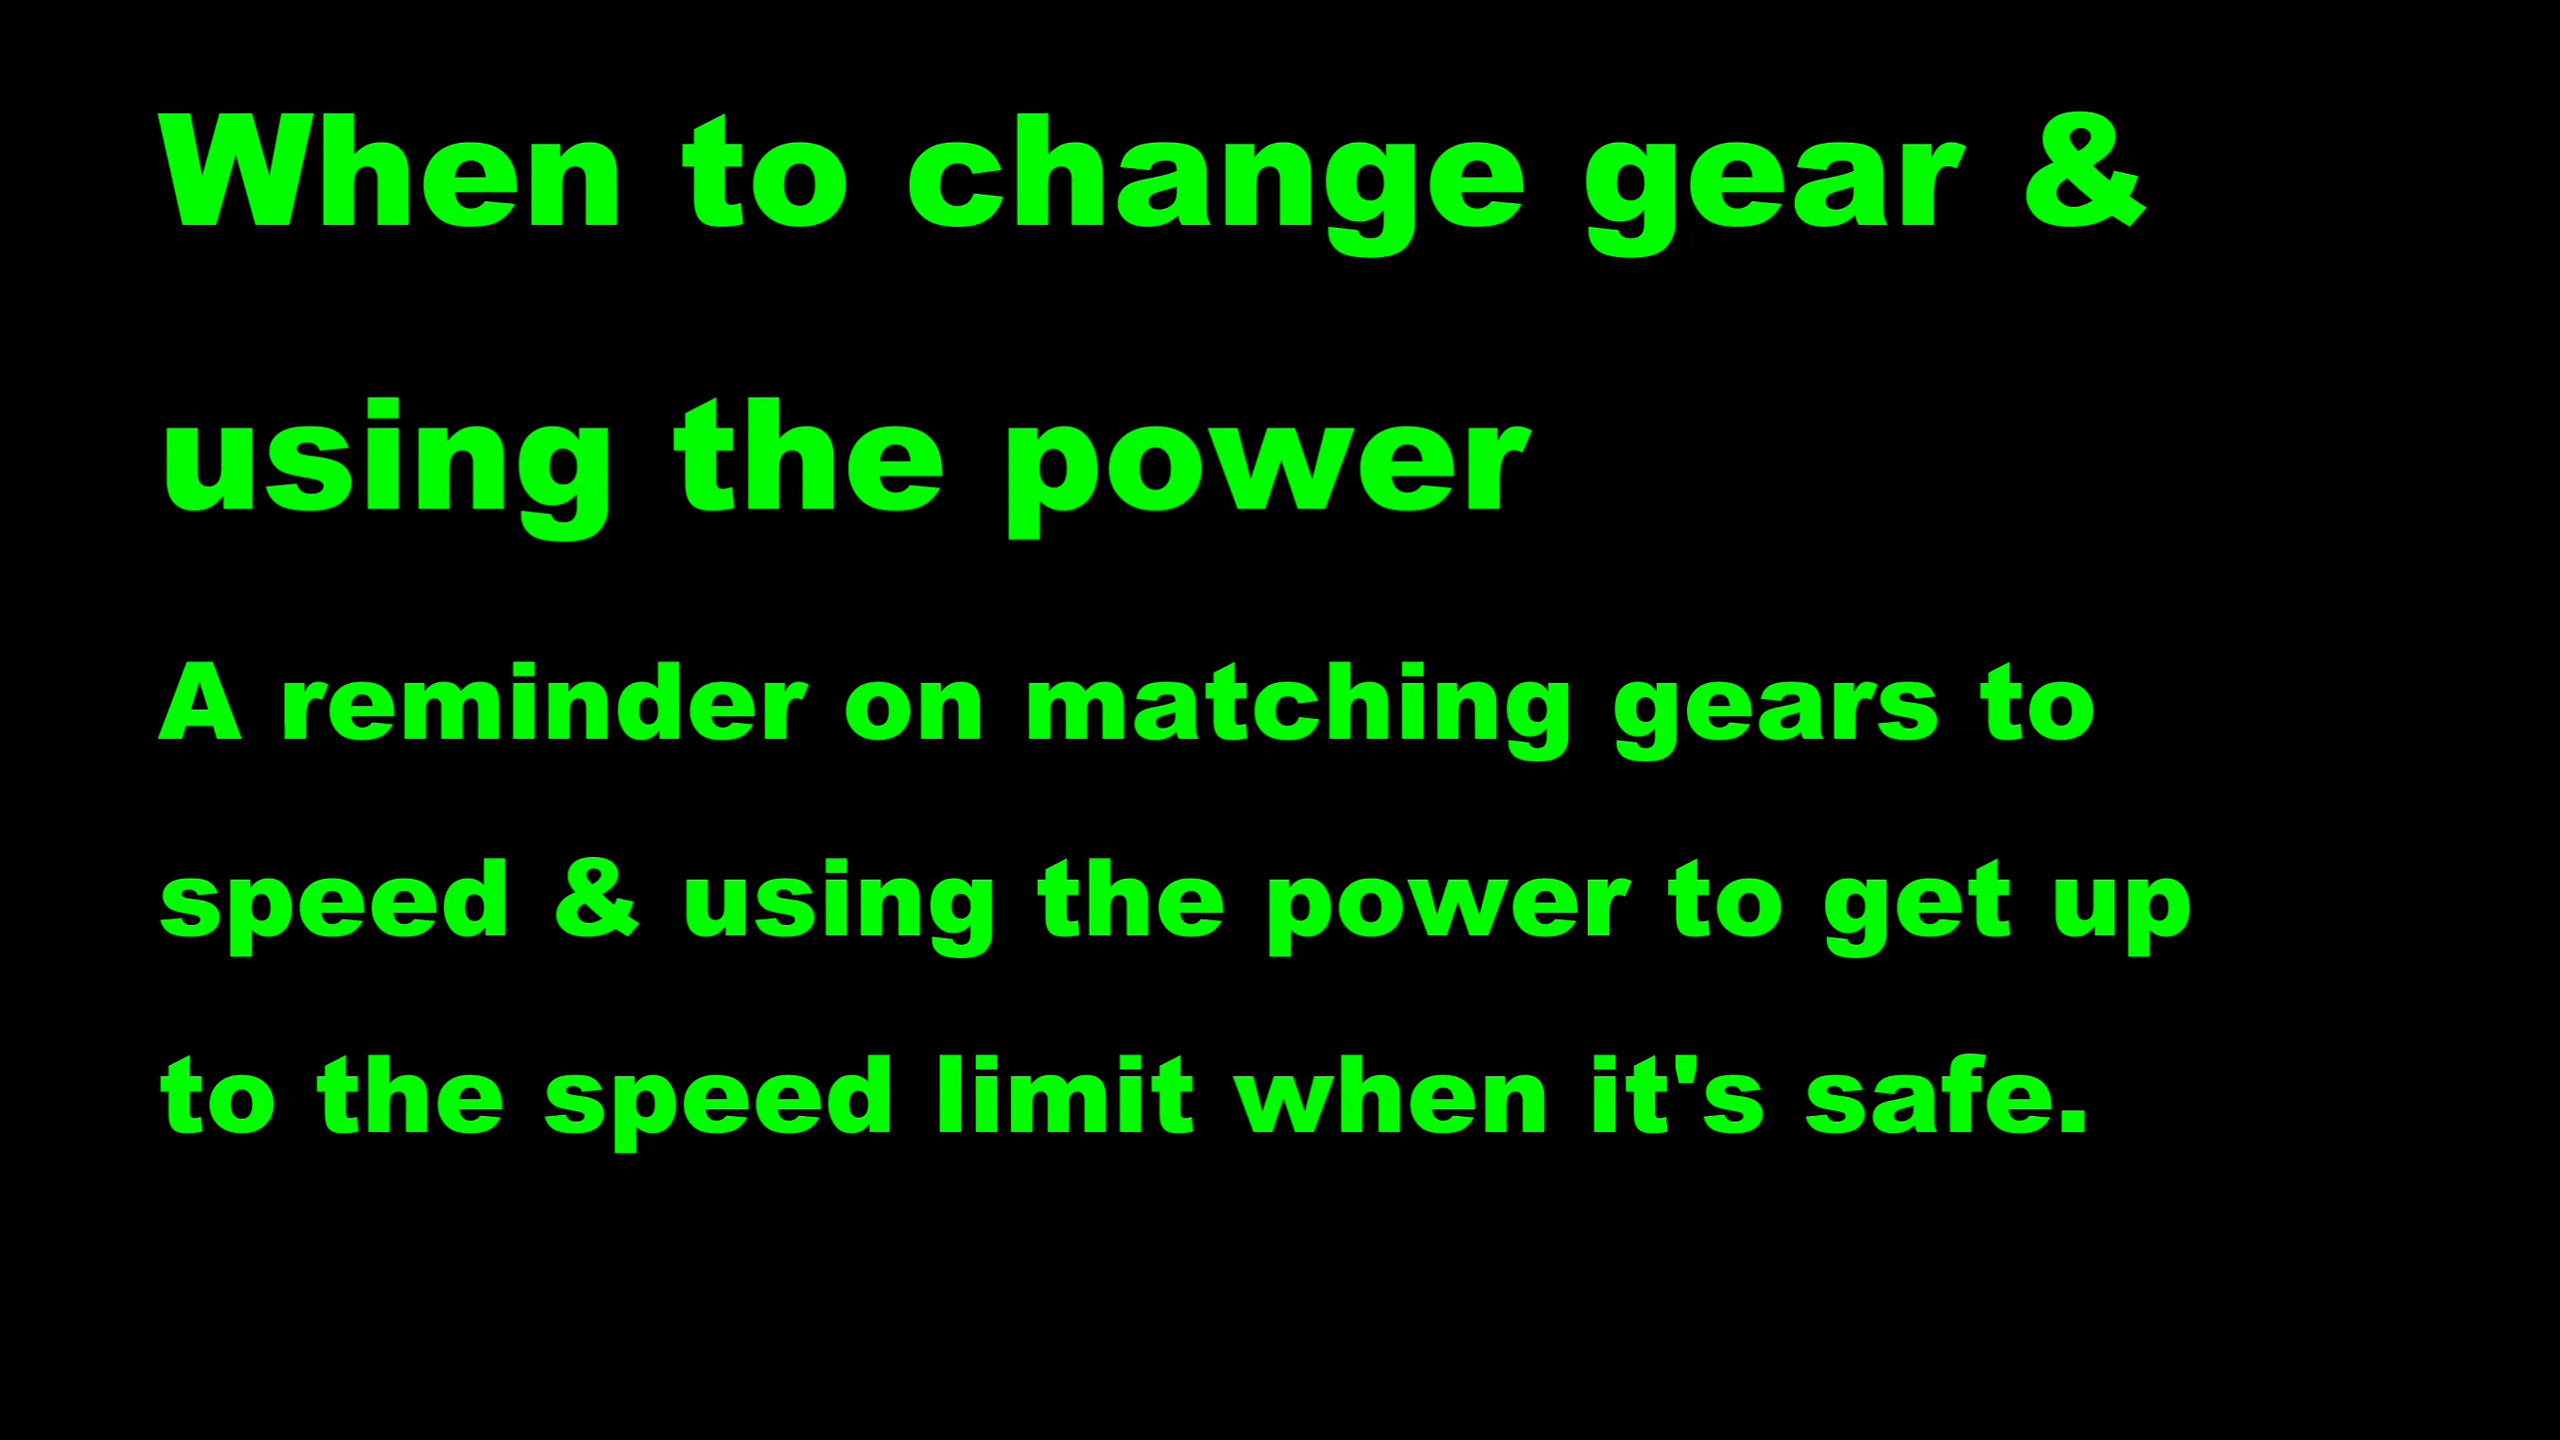 When to change gear &
using the power
A reminder on matching gears to
speed & using the power to get up
to the speed limit when it's safe.